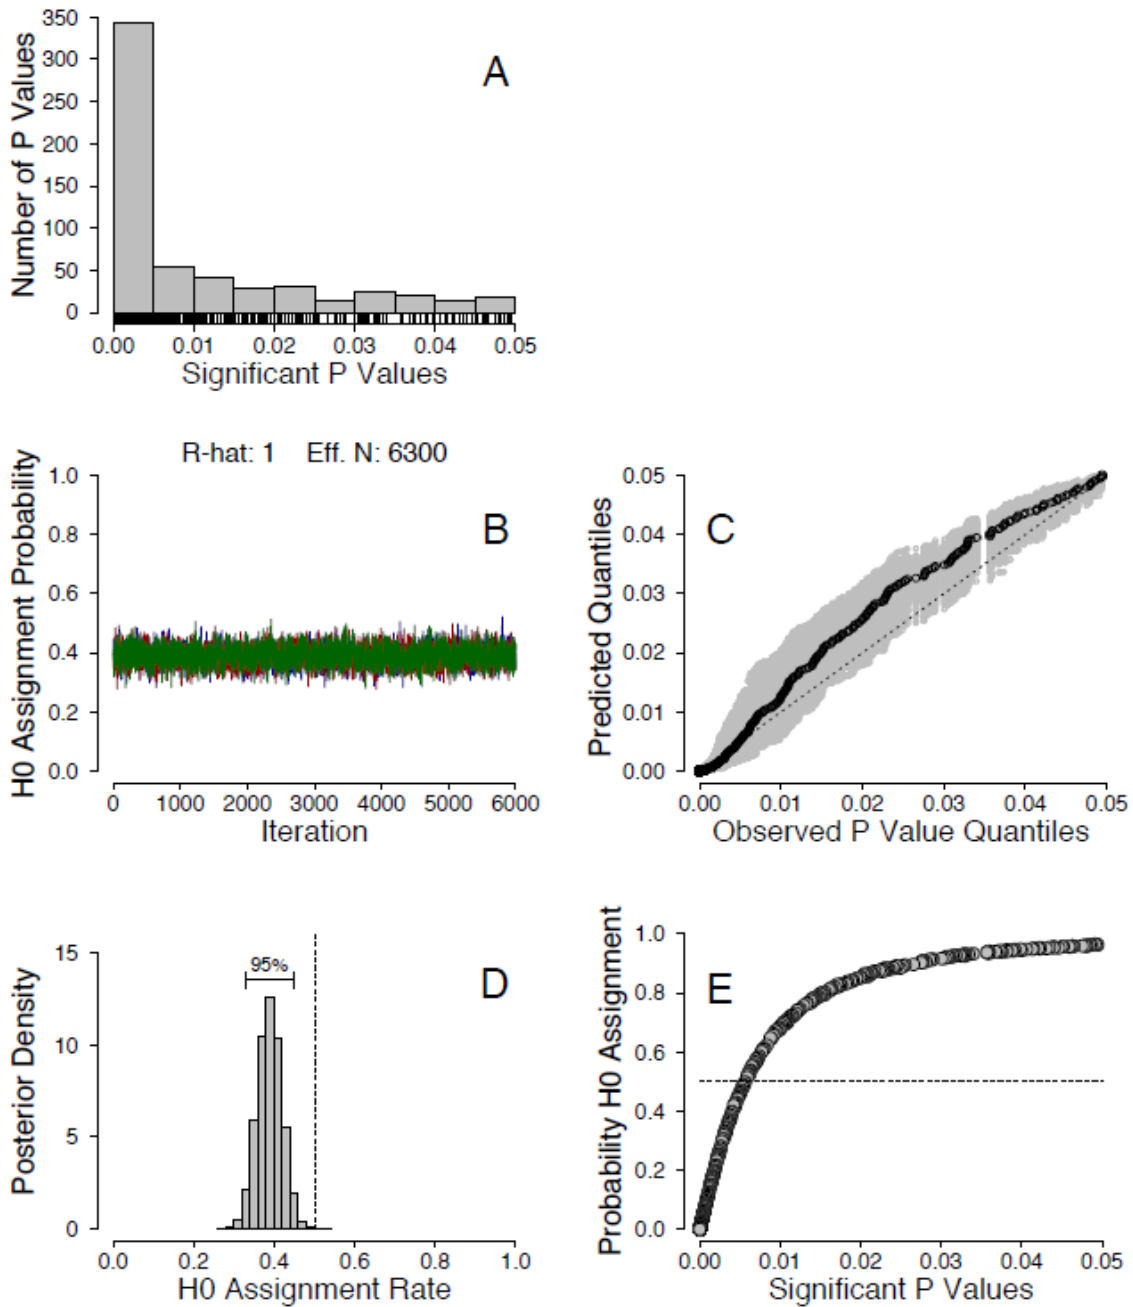 350
300
250
200
150
100
50
0
Number of P Values
A
0.00 0.01 0.02 0.03 0.04 0.05
Significant P Values
R-hat: 1 Eff. N: 6300
1.0
0.8
0.6
0.4
0.2
0.0
H0 Assignment Probability
B
0 1000 2000 3000 4000 5000 6000
Iteration
0.05
0.04
0.03
0.02
0.01
0.00
Predicted Quantiles
C
0.00 0.01 0.02 0.03 0.04 0.05
Observed P Value Quantiles
15
10
5
0
Posterior Density
95%
D
0.0 0.2 0.4 0.6 0.8 1.0
H0 Assignment Rate
1.0
0.8
0.6
0.4
0.2
0.0
Probability H0 Assignment
E
0.00 0.01 0.02 0.03 0.04 0.05
Significant P Values